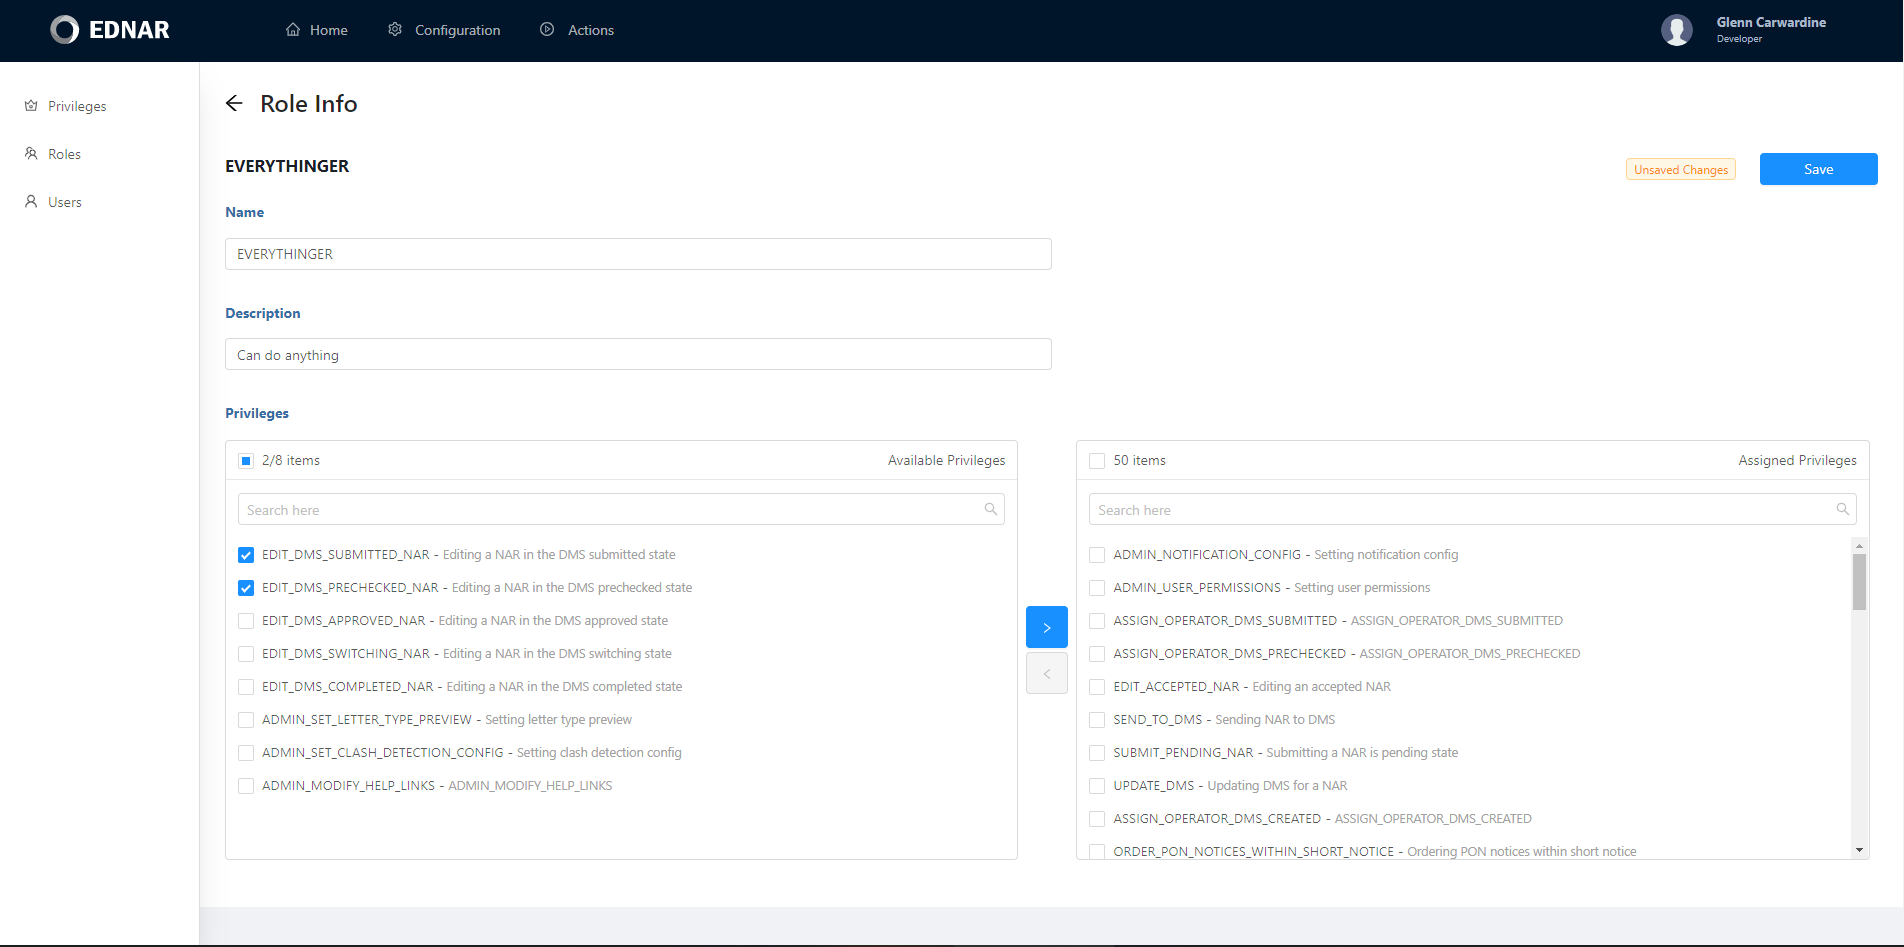 EDNAR
Home
Configuration
Actions
Glenn Carwardine
Developer
Privileges
Roles
Users
Role Info
EVERYTHINGER
Unsaved Changes
Save
Name
EVERYTHINGER
Description
Can do anything
Privileges
2/8 items
Available Privileges
Search here
EDIT_DMS_SUBMITTED_NAR - Editing a NAR in the DMS submitted state
EDIT_DMS_PRECHECKED_NAR - Editing a NAR in the DMS prechecked state
EDIT_DMS_APPROVED_NAR - Editing a NAR in the DMS approved state
EDIT_DMS_SWITCHING_NAR - Editing a NAR in the DMS switching state
EDIT_DMS_COMPLETED_NAR - Editing a NAR in the DMS completed state
ADMIN_SET_LETTER_TYPE_PREVIEW - Setting letter type preview
ADMIN_SET_CLASH_DETECTION_CONFIG - Setting clash detection config
ADMIN_MODIFY_HELP_LINKS - ADMIN_MODIFY_HELP_LINKS
>
<
50 items
Assigned Privileges
Search here
ADMIN_NOTIFICATION_CONFIG - Setting notification config
ADMIN_USER_PERMISSIONS - Setting user permissions
ASSIGN_OPERATOR_DMS_SUBMITTED - ASSIGN_OPERATOR_DMS_SUBMITTED
ASSIGN_OPERATOR_DMS_PRECHECKED - ASSIGN_OPERATOR_DMS_PRECHECKED
EDIT_ACCEPTED_NAR - Editing an accepted NAR
SEND_TO_DMS - Sending NAR to DMS
SUBMIT_PENDING_NAR - Submitting a NAR is pending state
UPDATE_DMS - Updating DMS for a NAR
ASSIGN_OPERATOR_DMS_CREATED - ASSIGN_OPERATOR_DMS_CREATED
ORDER_PON_NOTICES_WITHIN_SHORT_NOTICE - Ordering PON notices within short notice